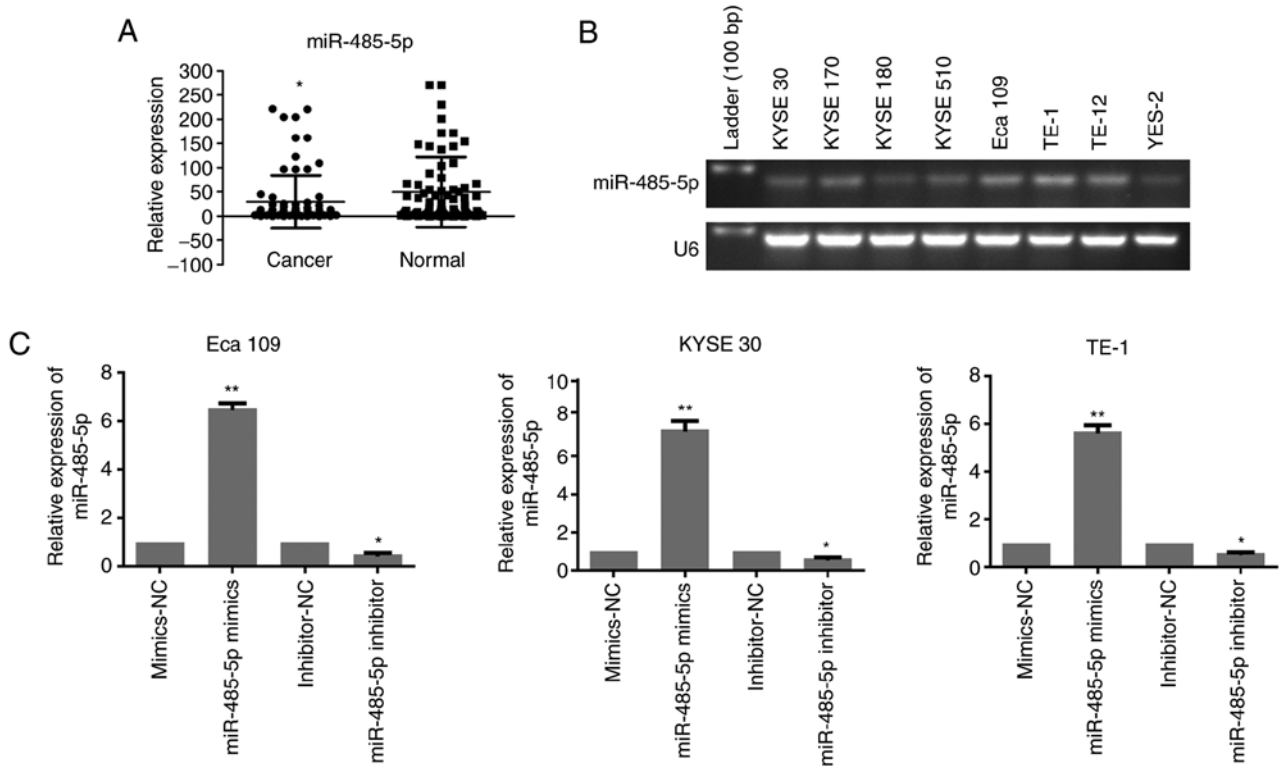 A
miR-485-5p
Relative expression
300
250
200
150
100
50
0
−50
−100
*
Cancer
Normal
B
Ladder (100 bp)
KYSE 30
KYSE 170
KYSE 180
KYSE 510
Eca 109
TE-1
TE-12
YES-2
miR-485-5p
U6
C
Eca 109
Relative expression of
miR-485-5p
8
6
4
2
0
**
*
Mimics-NC
miR-485-5p mimics
Inhibitor-NC
miR-485-5p inhibitor
KYSE 30
Relative expression of
miR-485-5p
10
8
6
4
2
0
**
*
Mimics-NC
miR-485-5p mimics
Inhibitor-NC
miR-485-5p inhibitor
TE-1
Relative expression of
miR-485-5p
8
6
4
2
0
**
*
Mimics-NC
miR-485-5p mimics
Inhibitor-NC
miR-485-5p inhibitor